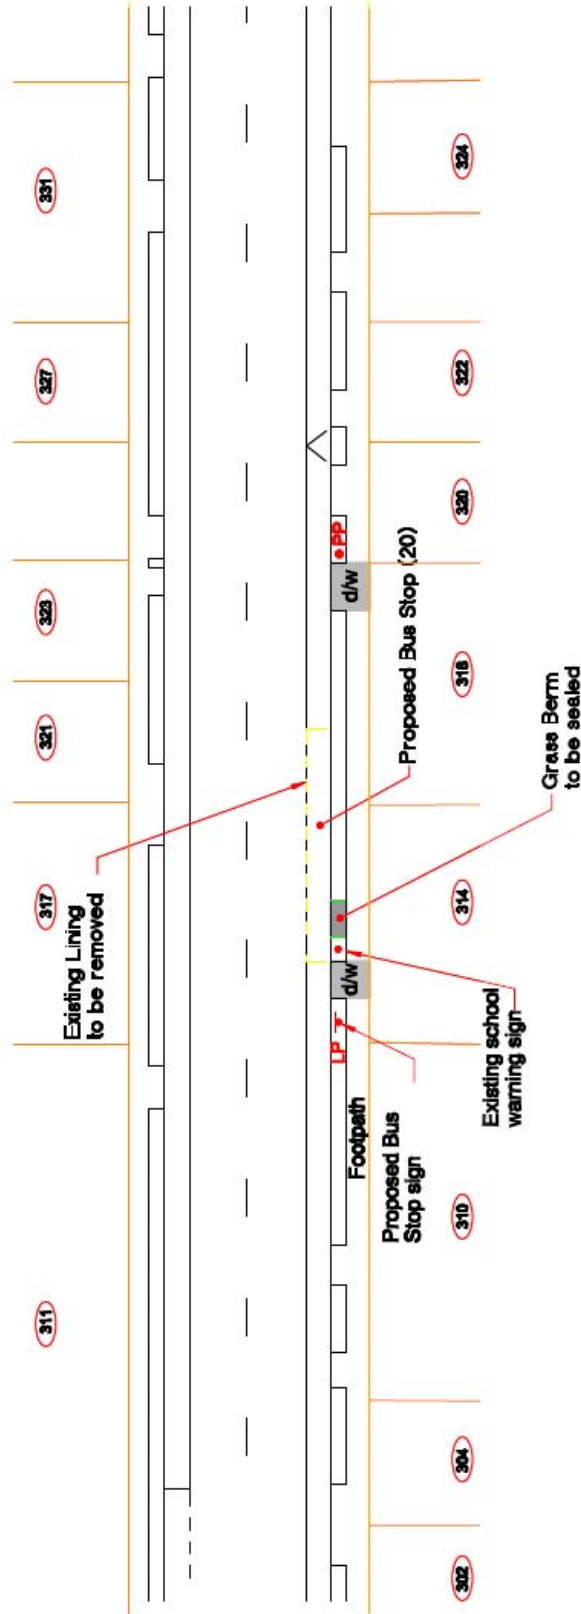 311
317
321
323
327
331
Existing Lining
to be removed
LP
d/w
d/w
PP
Footpath
Proposed Bus
Stop sign
Existing school
warning sign
Proposed Bus Stop (20)
Grass Berm
to be sealed
302
304
310
314
318
320
322
324